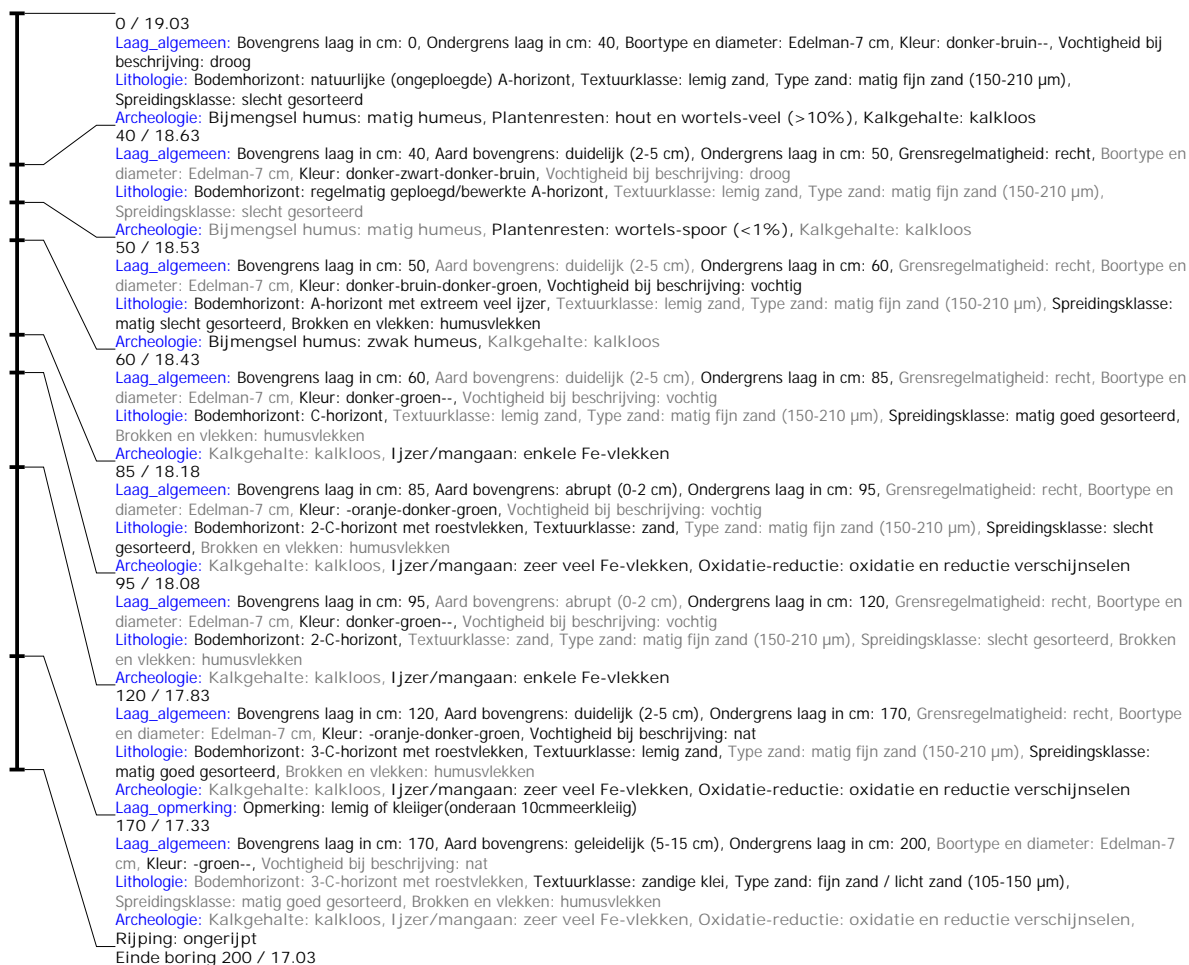 0 / 19.03
Laag_algemeen: Bovengrens laag in cm: 0, Ondergrens laag in cm: 40, Boortype en diameter: Edelman-7 cm, Kleur: donker-bruin--, Vochtigheid bij
beschrijving: droog
Lithologie: Bodemhorizont: natuurlijke (ongeploegde) A-horizont, Textuurklasse: lemig zand, Type zand: matig fijn zand (150-210 µm),
Spreidingsklasse: slecht gesorteerd
Archeologie: Bijmengsel humus: matig humeus, Plantenresten: hout en wortels-veel (>10%), Kalkgehalte: kalkloos
40 / 18.63
Laag_algemeen: Bovengrens laag in cm: 40, Aard bovengrens: duidelijk (2-5 cm), Ondergrens laag in cm: 50, Grensregelmatigheid: recht, Boortype en
diameter: Edelman-7 cm, Kleur: donker-zwart-donker-bruin, Vochtigheid bij beschrijving: droog
Lithologie: Bodemhorizont: regelmatig geploegd/bewerkte A-horizont, Textuurklasse: lemig zand, Type zand: matig fijn zand (150-210 µm),
Spreidingsklasse: slecht gesorteerd
Archeologie: Bijmengsel humus: matig humeus, Plantenresten: wortels-spoor (<1%), Kalkgehalte: kalkloos
50 / 18.53
Laag_algemeen: Bovengrens laag in cm: 50, Aard bovengrens: duidelijk (2-5 cm), Ondergrens laag in cm: 60, Grensregelmatigheid: recht, Boortype en
diameter: Edelman-7 cm, Kleur: donker-bruin-donker-groen, Vochtigheid bij beschrijving: vochtig
Lithologie: Bodemhorizont: A-horizont met extreem veel ijzer, Textuurklasse: lemig zand, Type zand: matig fijn zand (150-210 µm), Spreidingsklasse:
matig slecht gesorteerd, Brokken en vlekken: humusvlekken
Archeologie: Bijmengsel humus: zwak humeus, Kalkgehalte: kalkloos
60 / 18.43
Laag_algemeen: Bovengrens laag in cm: 60, Aard bovengrens: duidelijk (2-5 cm), Ondergrens laag in cm: 85, Grensregelmatigheid: recht, Boortype en
diameter: Edelman-7 cm, Kleur: donker-groen--, Vochtigheid bij beschrijving: vochtig
Lithologie: Bodemhorizont: C-horizont, Textuurklasse: lemig zand, Type zand: matig fijn zand (150-210 µm), Spreidingsklasse: matig goed gesorteerd,
Brokken en vlekken: humusvlekken
Archeologie: Kalkgehalte: kalkloos, Ijzer/mangaan: enkele Fe-vlekken
85 / 18.18
Laag_algemeen: Bovengrens laag in cm: 85, Aard bovengrens: abrupt (0-2 cm), Ondergrens laag in cm: 95, Grensregelmatigheid: recht, Boortype en
diameter: Edelman-7 cm, Kleur: -oranje-donker-groen, Vochtigheid bij beschrijving: vochtig
Lithologie: Bodemhorizont: 2-C-horizont met roestvlekken, Textuurklasse: zand, Type zand: matig fijn zand (150-210 µm), Spreidingsklasse: slecht
gesorteerd, Brokken en vlekken: humusvlekken
Archeologie: Kalkgehalte: kalkloos, Ijzer/mangaan: zeer veel Fe-vlekken, Oxidatie-reductie: oxidatie en reductie verschijnselen
95 / 18.08
Laag_algemeen: Bovengrens laag in cm: 95, Aard bovengrens: abrupt (0-2 cm), Ondergrens laag in cm: 120, Grensregelmatigheid: recht, Boortype en
diameter: Edelman-7 cm, Kleur: donker-groen--, Vochtigheid bij beschrijving: vochtig
Lithologie: Bodemhorizont: 2-C-horizont, Textuurklasse: zand, Type zand: matig fijn zand (150-210 µm), Spreidingsklasse: slecht gesorteerd, Brokken
en vlekken: humusvlekken
Archeologie: Kalkgehalte: kalkloos, Ijzer/mangaan: enkele Fe-vlekken
120 / 17.83
Laag_algemeen: Bovengrens laag in cm: 120, Aard bovengrens: duidelijk (2-5 cm), Ondergrens laag in cm: 170, Grensregelmatigheid: recht, Boortype
en diameter: Edelman-7 cm, Kleur: -oranje-donker-groen, Vochtigheid bij beschrijving: nat
Lithologie: Bodemhorizont: 3-C-horizont met roestvlekken, Textuurklasse: lemig zand, Type zand: matig fijn zand (150-210 µm), Spreidingsklasse:
matig goed gesorteerd, Brokken en vlekken: humusvlekken
Archeologie: Kalkgehalte: kalkloos, Ijzer/mangaan: zeer veel Fe-vlekken, Oxidatie-reductie: oxidatie en reductie verschijnselen
Laag_opmerking: Opmerking: lemig of kleiiger(onderaan 10cmmeerkleiig)
170 / 17.33
Laag_algemeen: Bovengrens laag in cm: 170, Aard bovengrens: geleidelijk (5-15 cm), Ondergrens laag in cm: 200, Boortype en diameter: Edelman-7
cm, Kleur: -groen--, Vochtigheid bij beschrijving: nat
Lithologie: Bodemhorizont: 3-C-horizont met roestvlekken, Textuurklasse: zandige klei, Type zand: fijn zand / licht zand (105-150 µm),
Spreidingsklasse: matig goed gesorteerd, Brokken en vlekken: humusvlekken
Archeologie: Kalkgehalte: kalkloos, Ijzer/mangaan: zeer veel Fe-vlekken, Oxidatie-reductie: oxidatie en reductie verschijnselen,
Rijping: ongerijpt
Einde boring 200 / 17.03